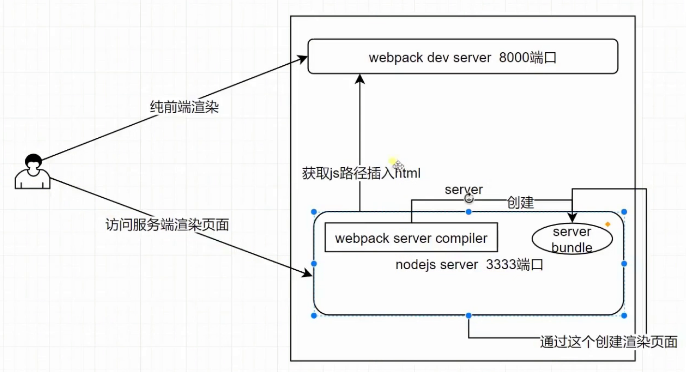 webpack dev server 8000端口
纯前端渲染
获取js路径插入html
server
创建
访问服务端渲染页面
webpack server compiler
server
bundle
nodejs server 3333端口
通过这个创建渲染页面